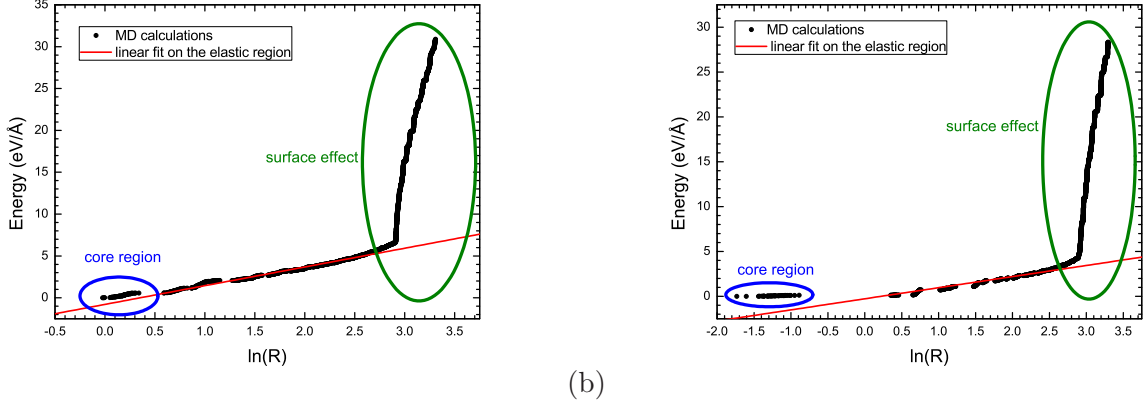 35
30
25
20
15
10
5
0
Energy (eV/Å)
MD calculations
linear fit on the elastic region
surface effect
core region
-0.5 0.0 0.5 1.0 1.5 2.0 2.5 3.0 3.5
ln(R)
30
25
20
15
10
5
0
Energy (eV/Å)
MD calculations
linear fit on the elastic region
surface effect
core region
-2.0 -1.5 -1.0 -0.5 0.0 0.5 1.0 1.5 2.0 2.5 3.0 3.5
ln(R)
(b)